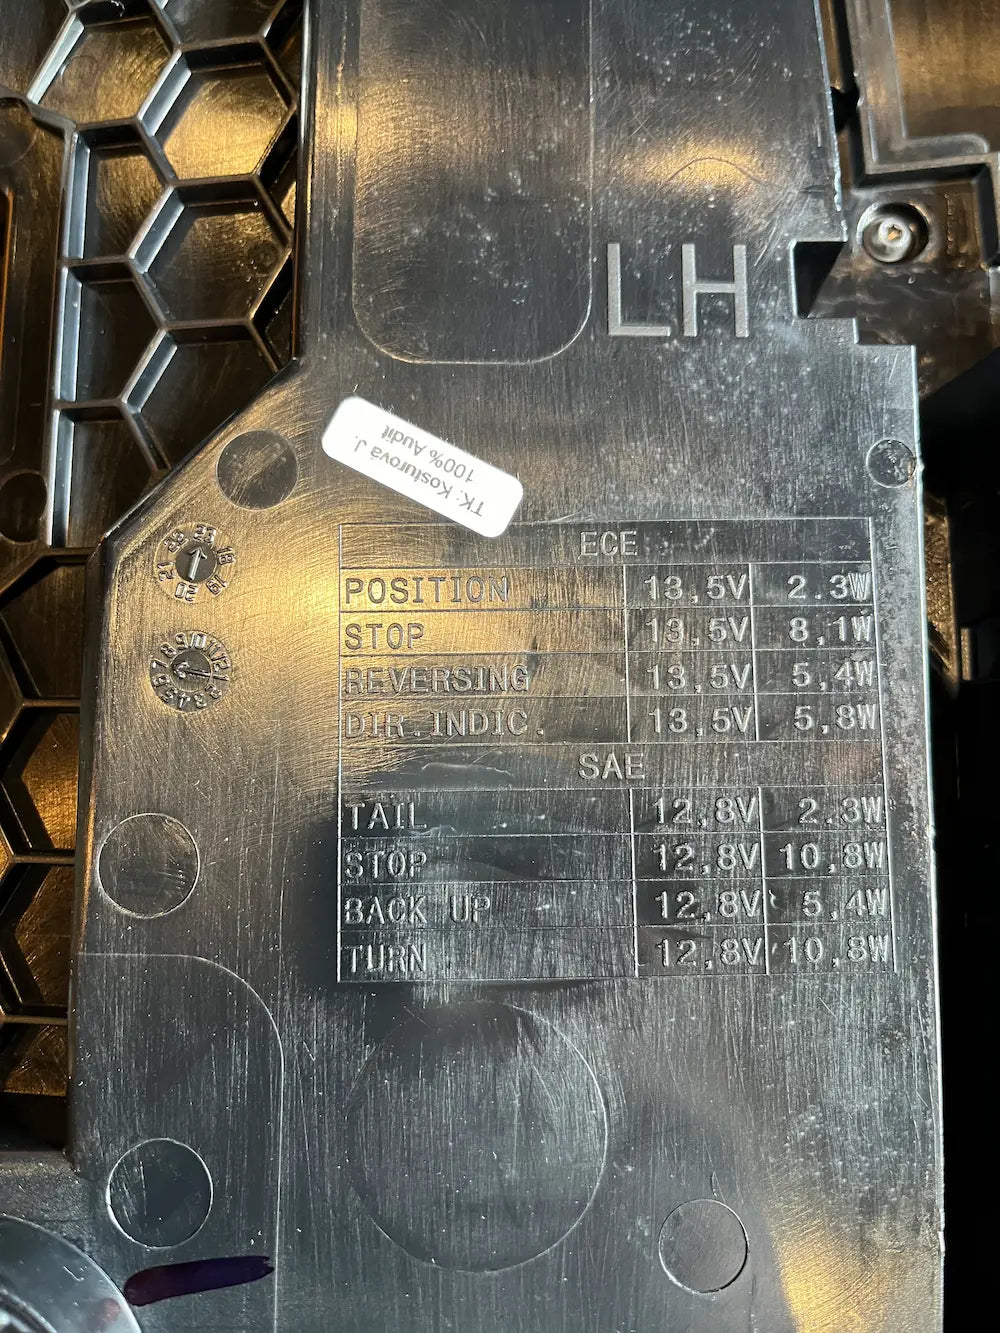 LH
TK: Kosturová J.
100% Audit
ECE
POSITION 13,5V 2.3W
STOP 13,5V 8,1W
REVERSING 13,5V 5,4W
DIR.INDIC. 13,5V 5,8W
SAE
TAIL 12,8V 2.3W
STOP 12,8V 10,8W
BACK UP 12,8V 5,4W
TURN 12,8V 10,8W